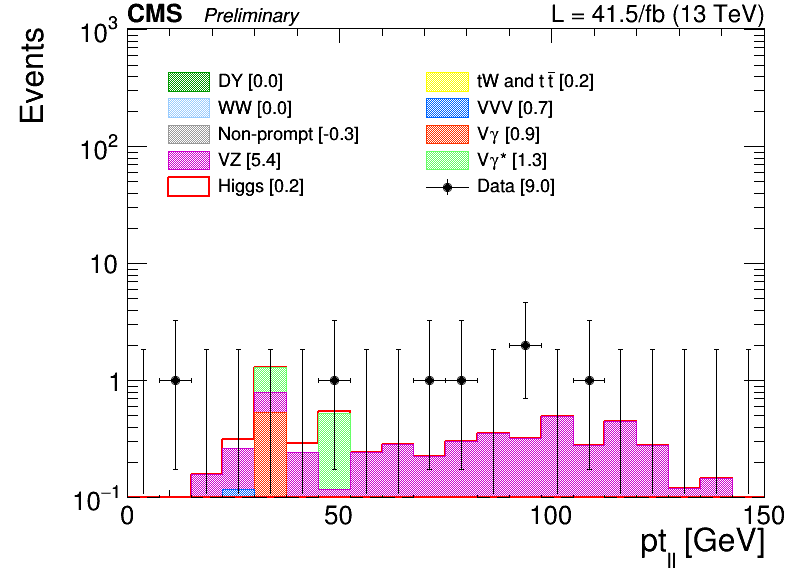 CMS Preliminary L = 41.5/fb (13 TeV)
Events
10³
10²
10
1
10⁻¹
DY [0.0]
WW [0.0]
Non-prompt [-0.3]
VZ [5.4]
Higgs [0.2]
tW and tt̅ [0.2]
VVV [0.7]
Vγ [0.9]
Vγ* [1.3]
Data [9.0]
0 50 100 150
pt_ll [GeV]